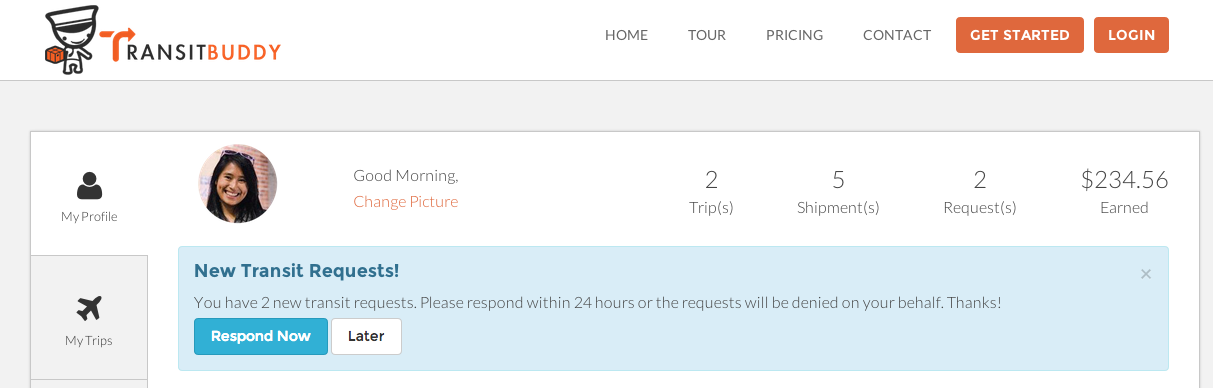 TRANSITBUDDY
HOME TOUR PRICING CONTACT GET STARTED LOGIN
My Profile
Good Morning,
Change Picture
2 Trip(s)
5 Shipment(s)
2 Request(s)
$234.56 Earned
New Transit Requests!
×
You have 2 new transit requests. Please respond within 24 hours or the requests will be denied on your behalf. Thanks!
Respond Now Later
My Trips